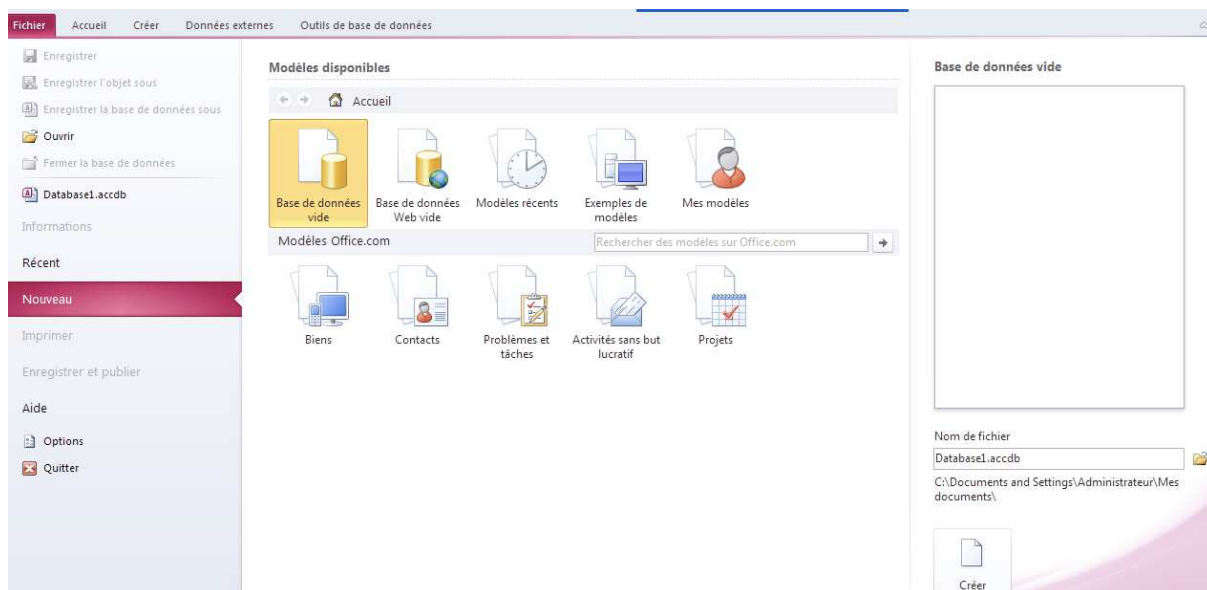 Fichier Accueil Créer Données externes Outils de base de données
Enregistrer
Enregistrer l'objet sous
Enregistrer la base de données sous
Ouvrir
Fermer la base de données
Database1.accdb
Informations
Récent
Nouveau
Imprimer
Enregistrer et publier
Aide
Options
Quitter
Modèles disponibles
Accueil
Base de données vide
Base de données Web vide
Modèles récents
Exemples de modèles
Mes modèles
Modèles Office.com
Rechercher des modèles sur Office.com
Biens
Contacts
Problèmes et tâches
Activités sans but lucratif
Projets
Base de données vide
Nom de fichier
Database1.accdb
C:\Documents and Settings\Administrateur\Mes
documents\
Créer